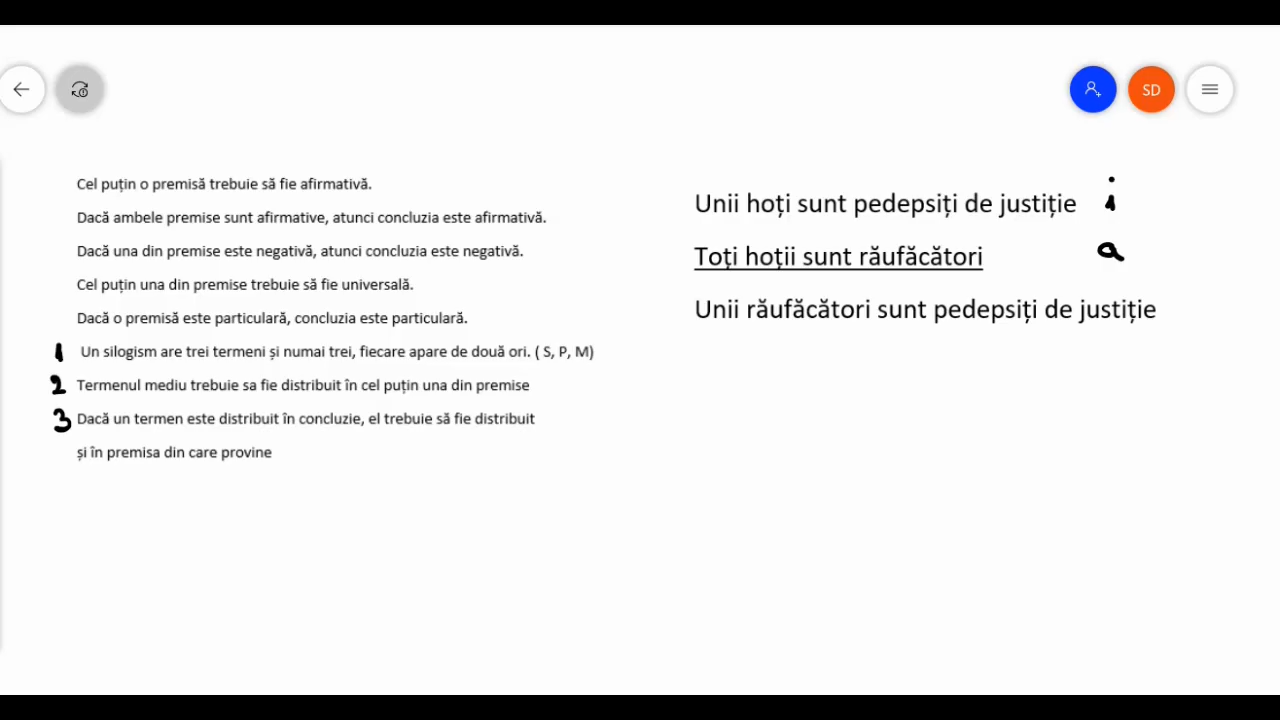 SD
Cel puțin o premisă trebuie să fie afirmativă.
Dacă ambele premise sunt afirmative, atunci concluzia este afirmativă.
Dacă una din premise este negativă, atunci concluzia este negativă.
Cel puțin una din premise trebuie să fie universală.
Dacă o premisă este particulară, concluzia este particulară.
1 Un silogism are trei termeni și numai trei, fiecare apare de două ori. ( S, P, M)
2 Termenul mediu trebuie sa fie distribuit în cel puțin una din premise
3 Dacă un termen este distribuit în concluzie, el trebuie să fie distribuit
și în premisa din care provine
Unii hoți sunt pedepsiți de justiție i
Toți hoții sunt răufăcători a
Unii răufăcători sunt pedepsiți de justiție